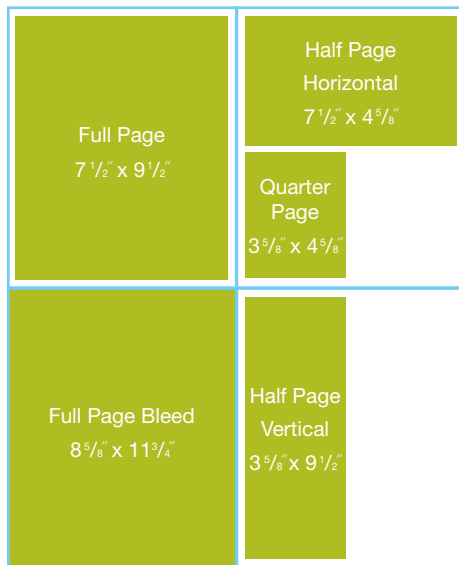 Full Page
7 1/2" x 9 1/2"
Half Page
Horizontal
7 1/2" x 4 5/8"
Quarter
Page
3 5/8" x 4 5/8"
Full Page Bleed
8 5/8" x 11 3/4"
Half Page
Vertical
3 5/8" x 9 1/2"